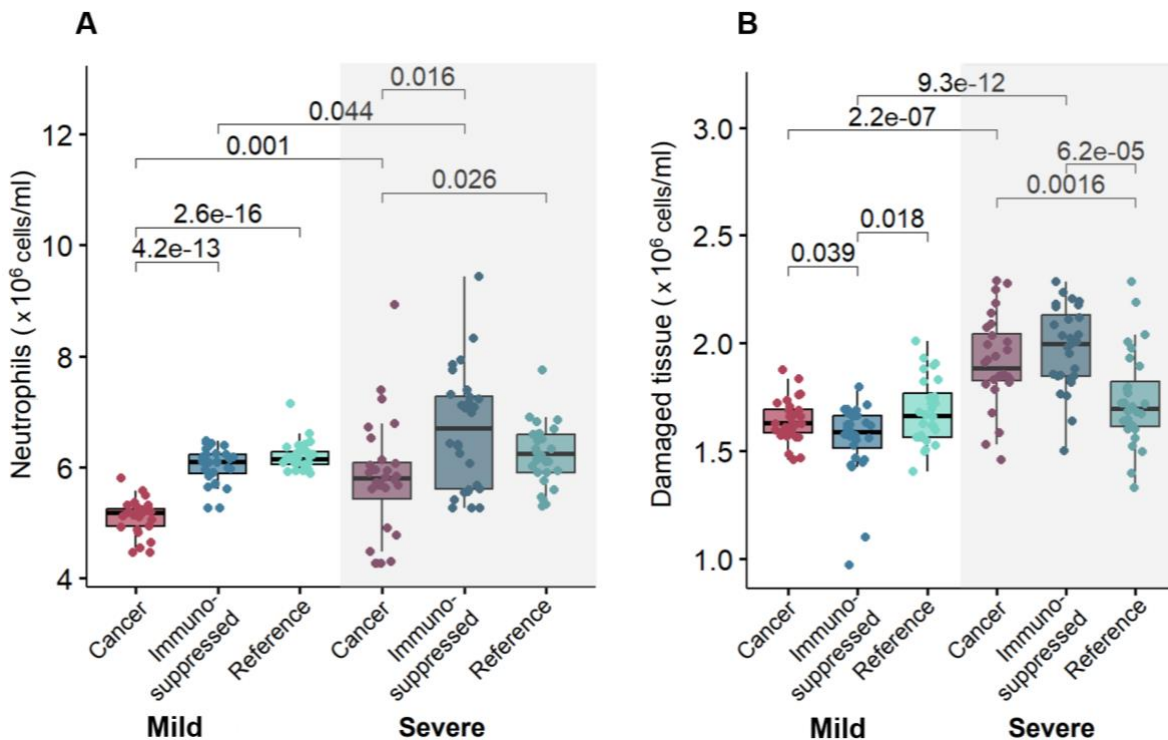 A
Neutrophils ( x 10⁶ cells/ml)
12
10
8
6
4
0.016
0.044
0.001
0.026
2.6e-16
4.2e-13
Cancer
Immuno-
suppressed
Reference
Cancer
Immuno-
suppressed
Reference
Mild
Severe
B
Damaged tissue ( x 10⁶ cells/ml)
3.0
2.5
2.0
1.5
1.0
9.3e-12
2.2e-07
6.2e-05
0.0016
0.018
0.039
Cancer
Immuno-
suppressed
Reference
Cancer
Immuno-
suppressed
Reference
Mild
Severe